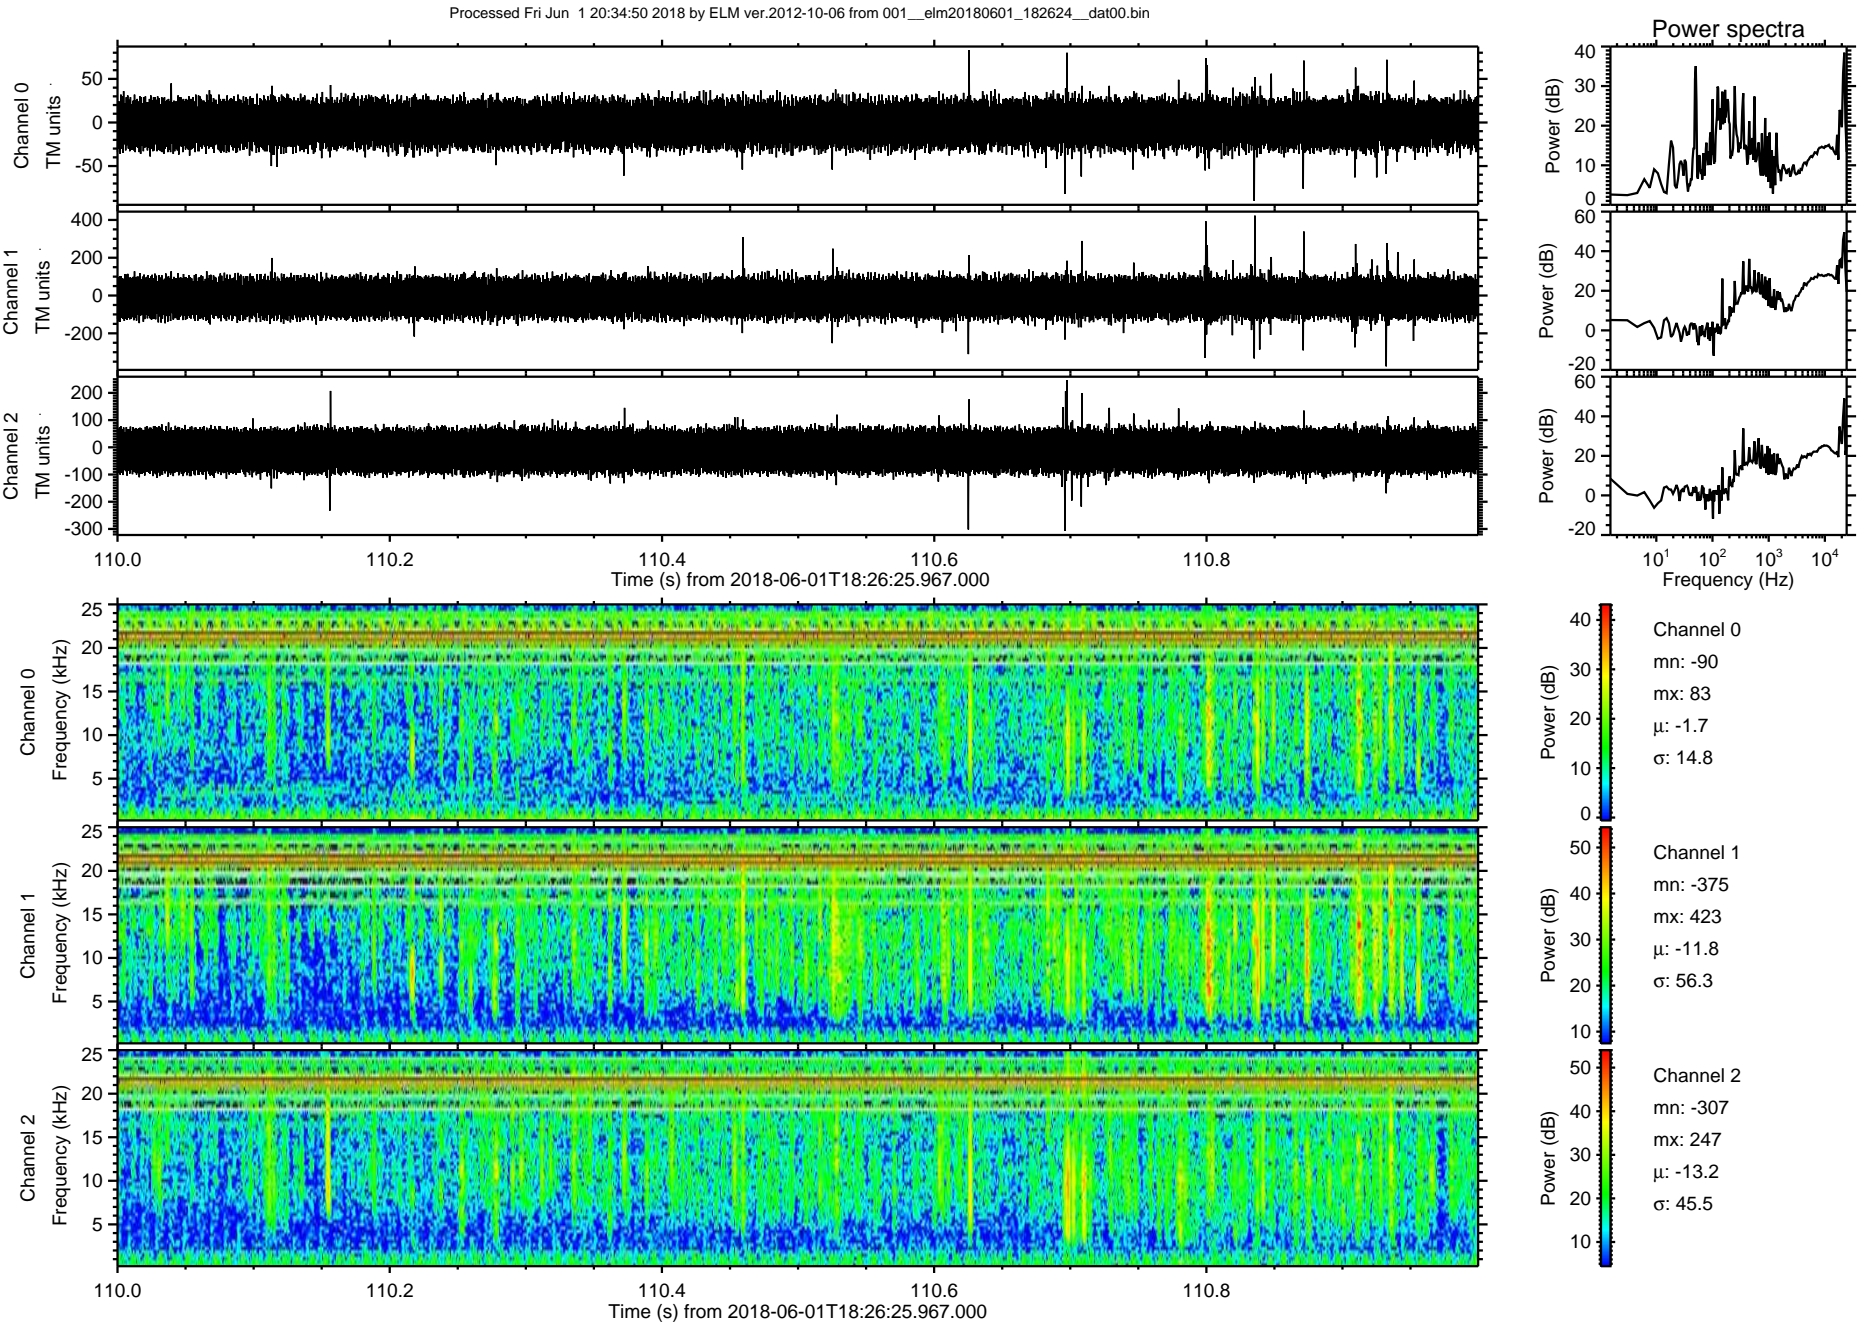 Processed Fri Jun  1 20:34:50 2018 by ELM ver.2012-10-06 from 001__elm20180601_182624__dat00.bin
Power spectra
Channel 0
TM units
50
0
-50
Power (dB)
40
30
20
10
0
Channel 1
TM units
400
200
0
-200
Power (dB)
60
40
20
0
-20
Channel 2
TM units
200
100
0
-100
-200
-300
Power (dB)
60
40
20
0
-20
110.0 110.2 110.4 110.6 110.8
Time (s) from 2018-06-01T18:26:25.967.000
10^1 10^2 10^3 10^4
Frequency (Hz)
Channel 0
Frequency (kHz)
25
20
15
10
5
Power (dB)
40
30
20
10
0
Channel 0
mn: -90
mx: 83
μ: -1.7
σ: 14.8
Channel 1
Frequency (kHz)
25
20
15
10
5
Power (dB)
50
40
30
20
10
Channel 1
mn: -375
mx: 423
μ: -11.8
σ: 56.3
Channel 2
Frequency (kHz)
25
20
15
10
5
Power (dB)
50
40
30
20
10
Channel 2
mn: -307
mx: 247
μ: -13.2
σ: 45.5
110.0 110.2 110.4 110.6 110.8
Time (s) from 2018-06-01T18:26:25.967.000